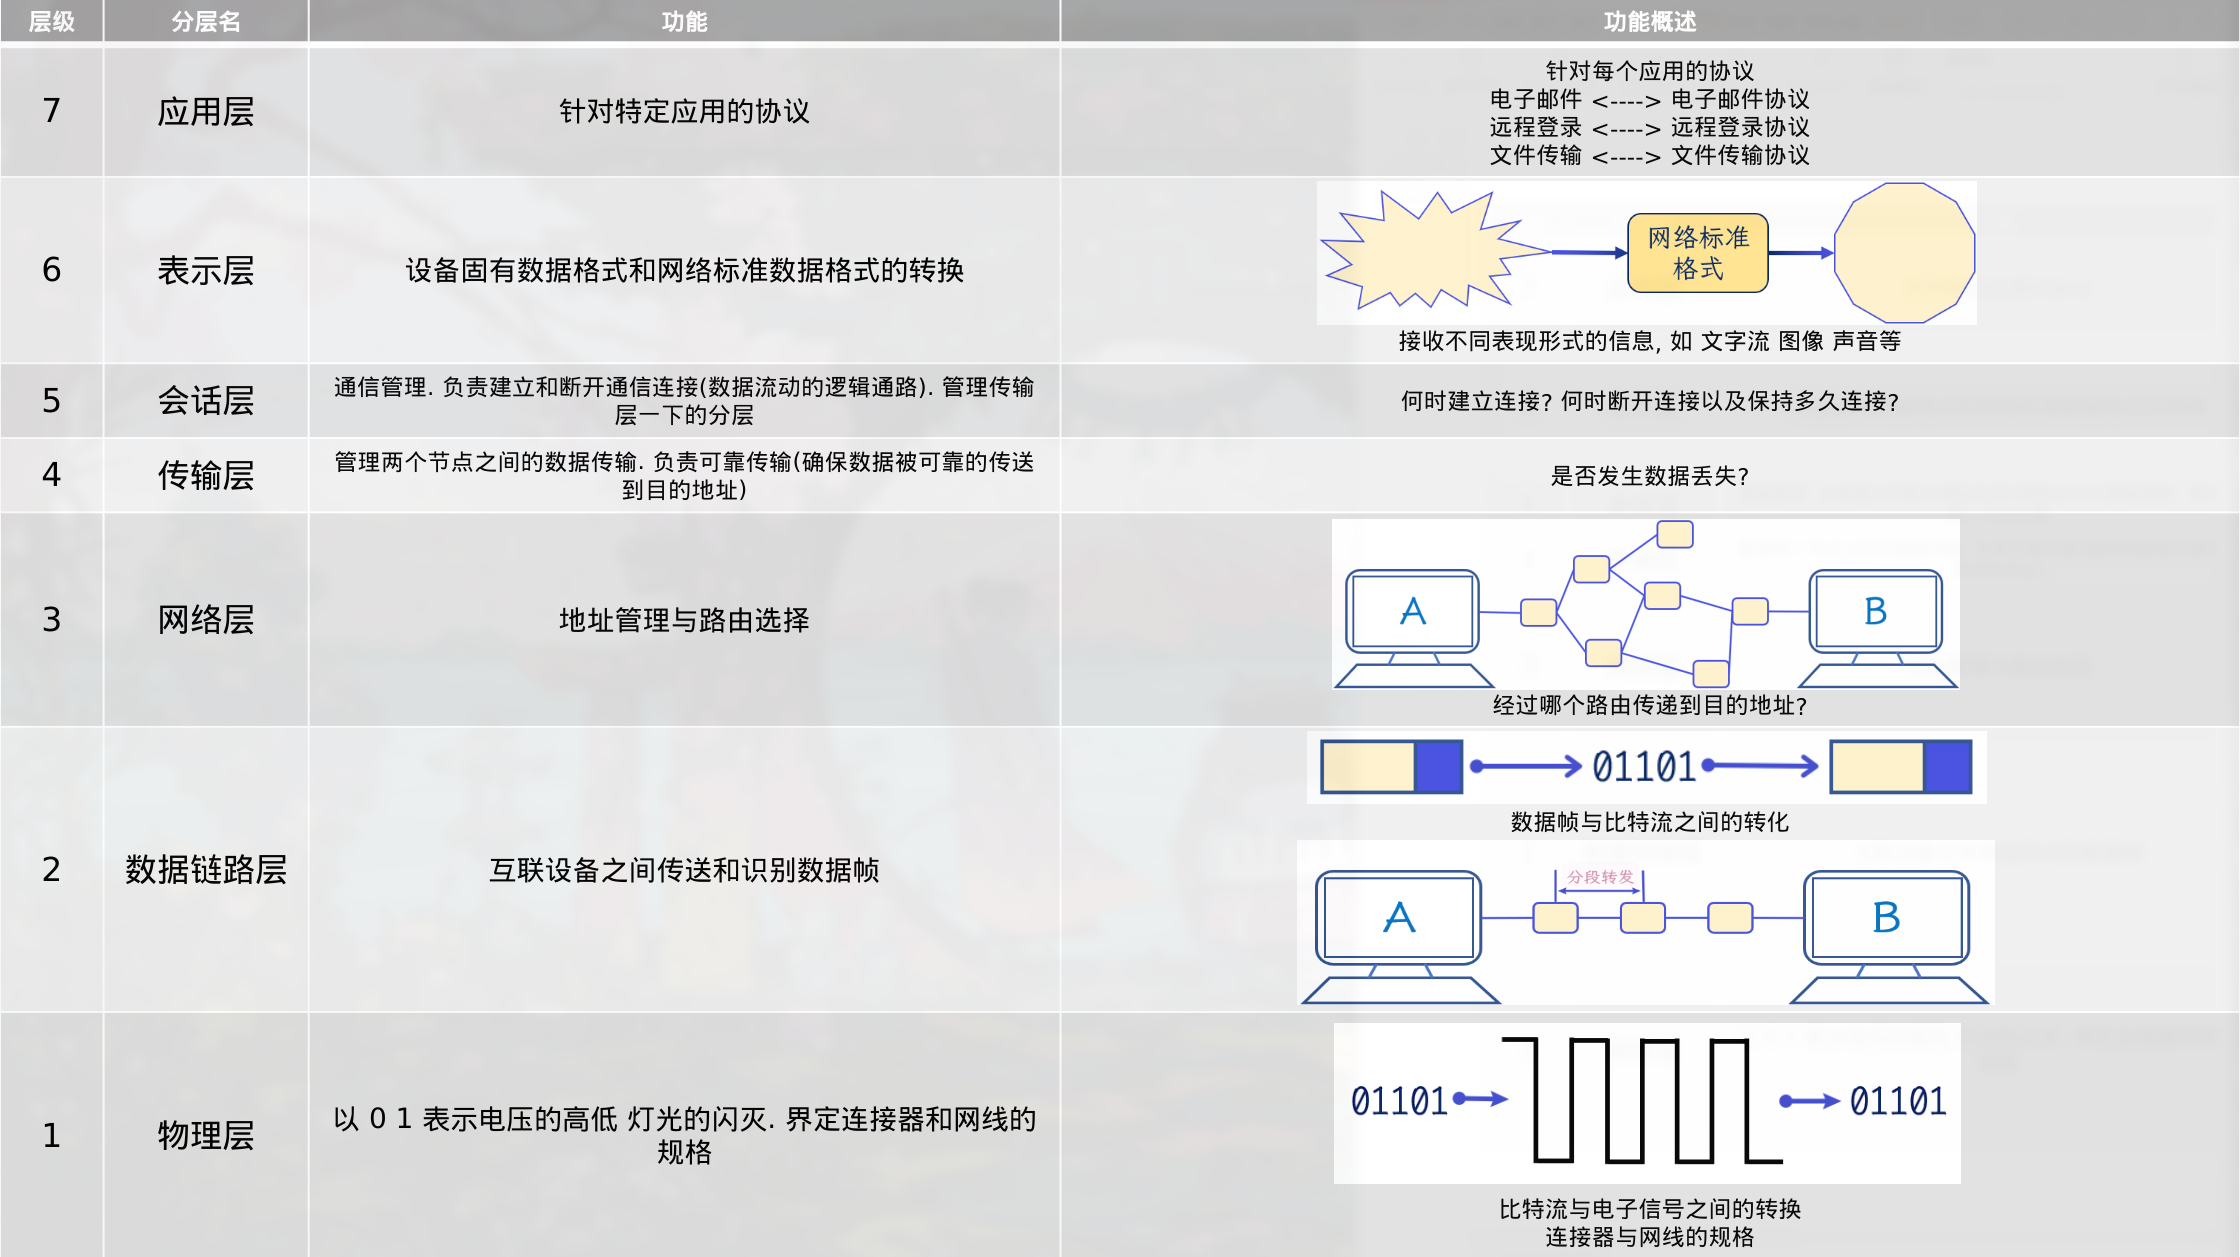 层级 分层名 功能 功能概述
7 应用层 针对特定应用的协议
针对每个应用的协议
电子邮件 <----> 电子邮件协议
远程登录 <----> 远程登录协议
文件传输 <----> 文件传输协议
6 表示层 设备固有数据格式和网络标准数据格式的转换
网络标准
格式
接收不同表现形式的信息, 如 文字流 图像 声音等
5 会话层
通信管理. 负责建立和断开通信连接(数据流动的逻辑通路). 管理传输
层一下的分层
何时建立连接? 何时断开连接以及保持多久连接?
4 传输层
管理两个节点之间的数据传输. 负责可靠传输(确保数据被可靠的传送
到目的地址)
是否发生数据丢失?
3 网络层 地址管理与路由选择
A B
经过哪个路由传递到目的地址?
2 数据链路层 互联设备之间传送和识别数据帧
01101
数据帧与比特流之间的转化
分段转发
A B
1 物理层
以 0 1 表示电压的高低 灯光的闪灭. 界定连接器和网线的
规格
01101 01101
比特流与电子信号之间的转换
连接器与网线的规格